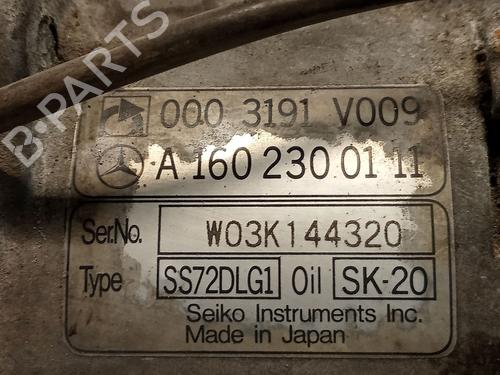 B-PARTS
000 3191 V009
A 160 230 01 11
Ser.No. W03K144320
Type SS72DLG1 Oil SK-20
Seiko Instruments Inc.
Made in Japan